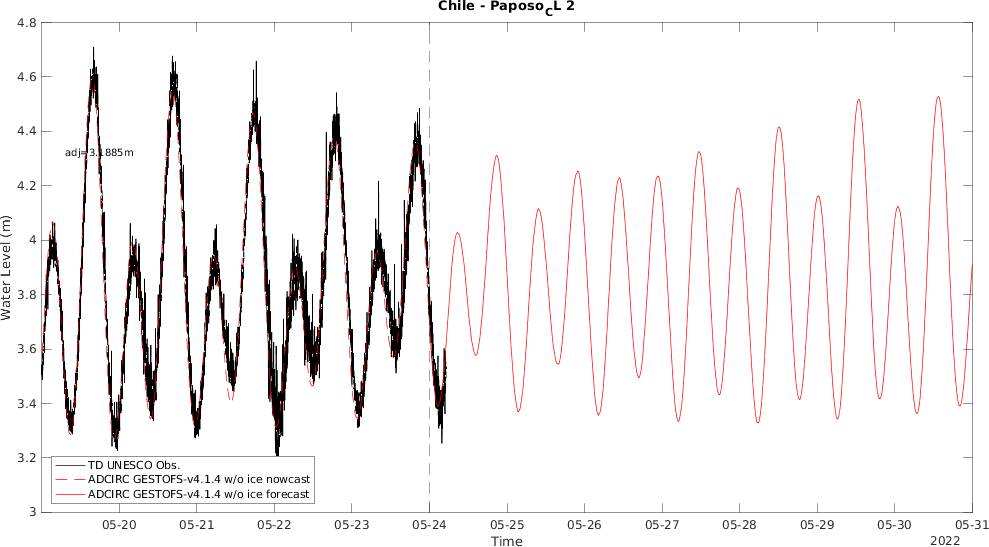 Chile - Paposo_CL 2
4.8
4.6
4.4
4.2
4
3.8
3.6
3.4
3.2
3
Water Level (m)
adj=3.1885m
TD UNESCO Obs.
ADCIRC GESTOFS-v4.1.4 w/o ice nowcast
ADCIRC GESTOFS-v4.1.4 w/o ice forecast
05-20 05-21 05-22 05-23 05-24 05-25 05-26 05-27 05-28 05-29 05-30 05-31
Time
2022